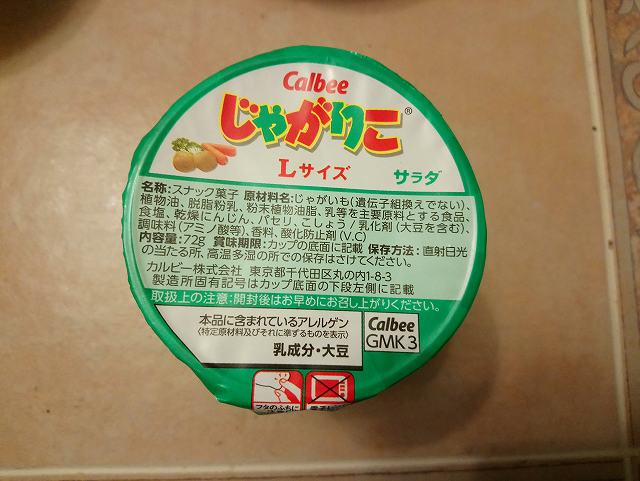 Calbee
じゃがりこ®
Lサイズ
サラダ
名称:スナック菓子 原材料名:じゃがいも(遺伝子組換えでない)、
植物油、脱脂粉乳、粉末植物油脂、乳等を主要原料とする食品、
食塩、乾燥にんじん、パセリ、こしょう/乳化剤(大豆を含む)、
調味料(アミノ酸等)、香料、酸化防止剤(V.C)
内容量:72g 賞味期限:カップの底面に記載 保存方法:直射日光
の当たる所、高温多湿の所での保存はさけてください。
カルビー株式会社 東京都千代田区丸の内1-8-3
製造所固有記号はカップ底面の下段左側に記載
取扱上の注意:開封後はお早めにお召し上がりください。
本品に含まれているアレルゲン
(特定原材料及びそれに準ずるものを表示)
乳成分・大豆
Calbee
GMK3
フタのふちに